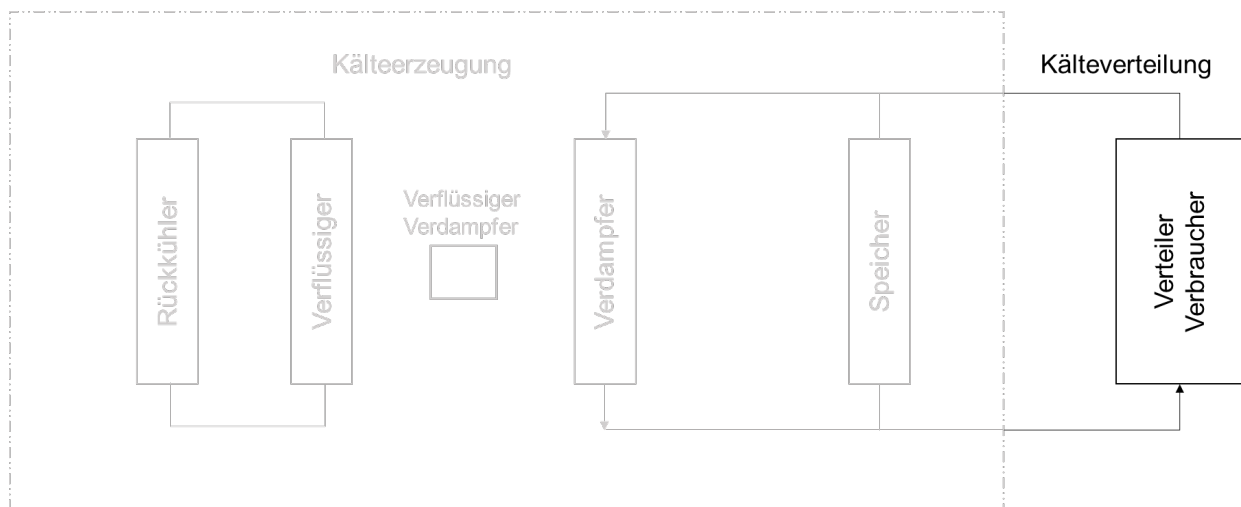 Kälteerzeugung
Kälteverteilung
Rückkühler
Verflüssiger
Verflüssiger
Verdampfer
Verdampfer
Speicher
Verteiler
Verbraucher